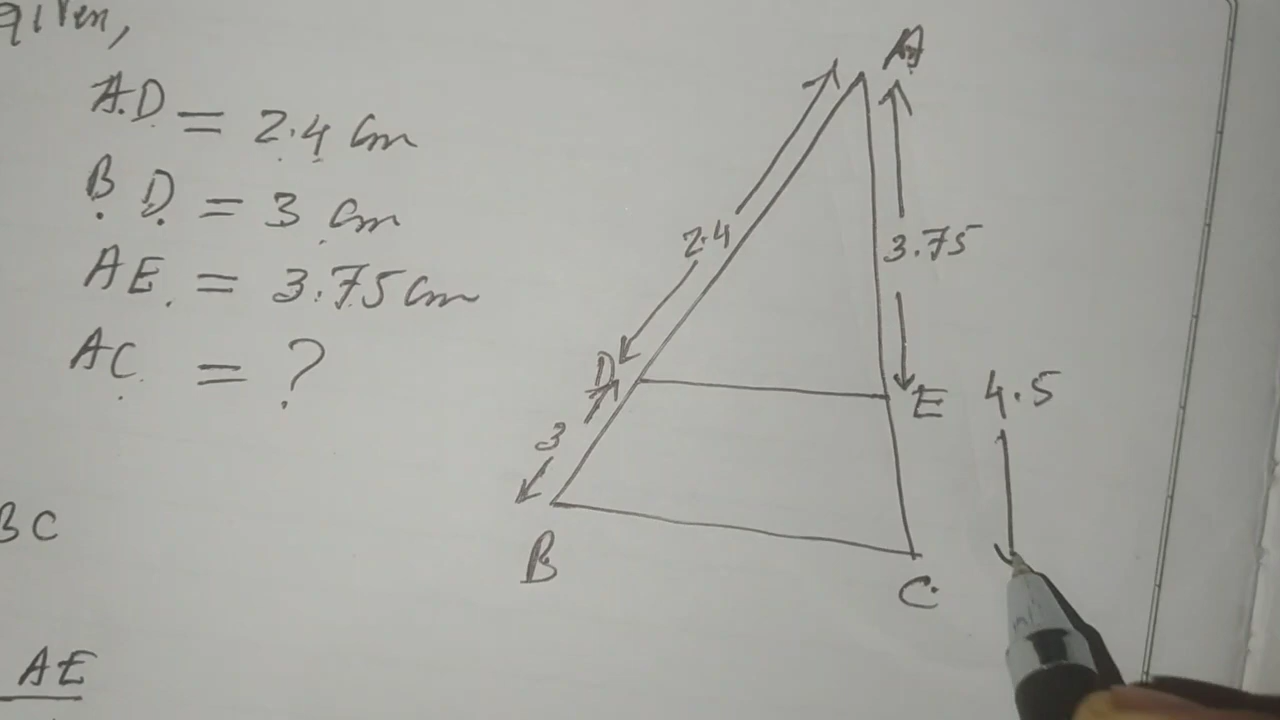 given,
AD = 2.4 cm
BD = 3 cm
AE = 3.75 cm
AC = ?
BC
AE
A
2.4
3.75
D
E
4.5
3
B
C